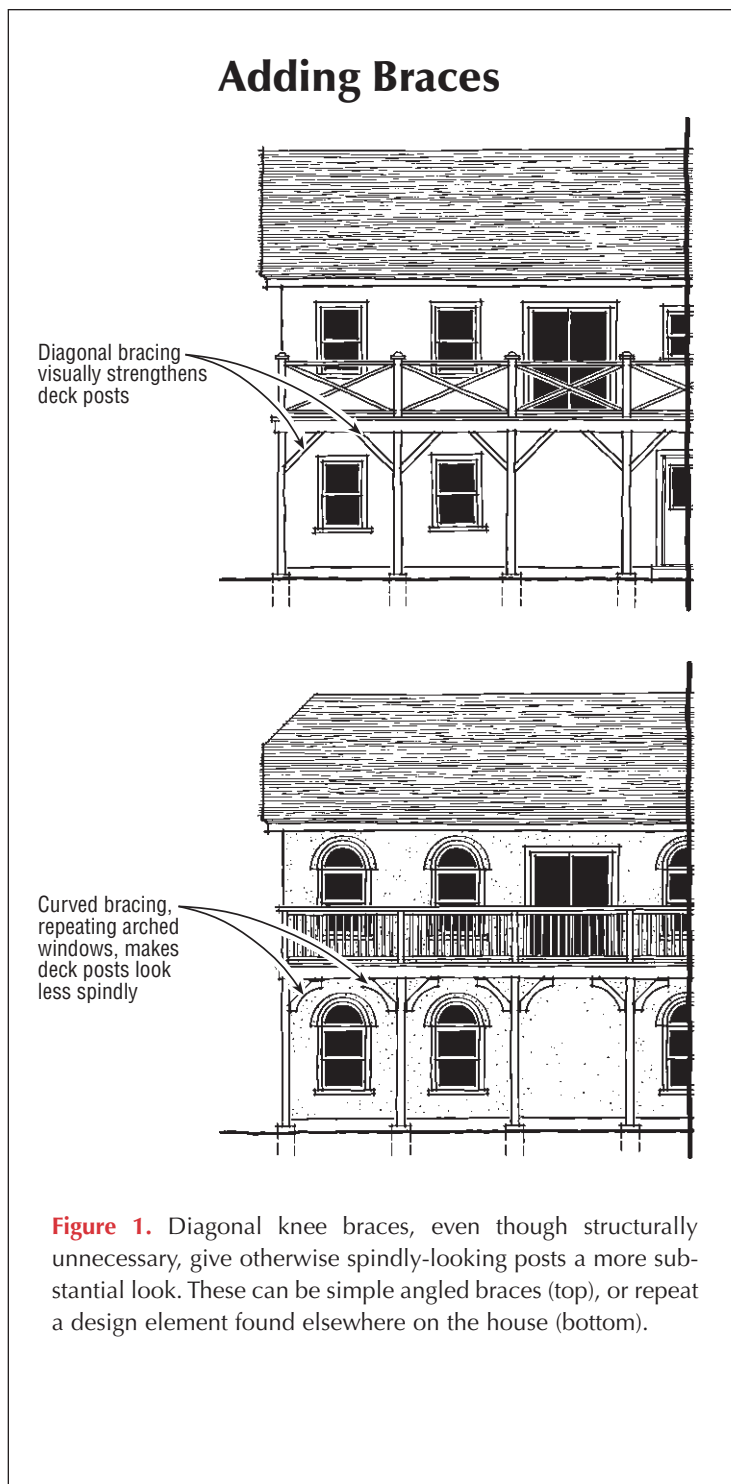 Adding Braces
Diagonal bracing
visually strengthens
deck posts
Curved bracing,
repeating arched
windows, makes
deck posts look
less spindly
Figure 1. Diagonal knee braces, even though structurally
unnecessary, give otherwise spindly-looking posts a more sub-
stantial look. These can be simple angled braces (top), or repeat
a design element found elsewhere on the house (bottom).